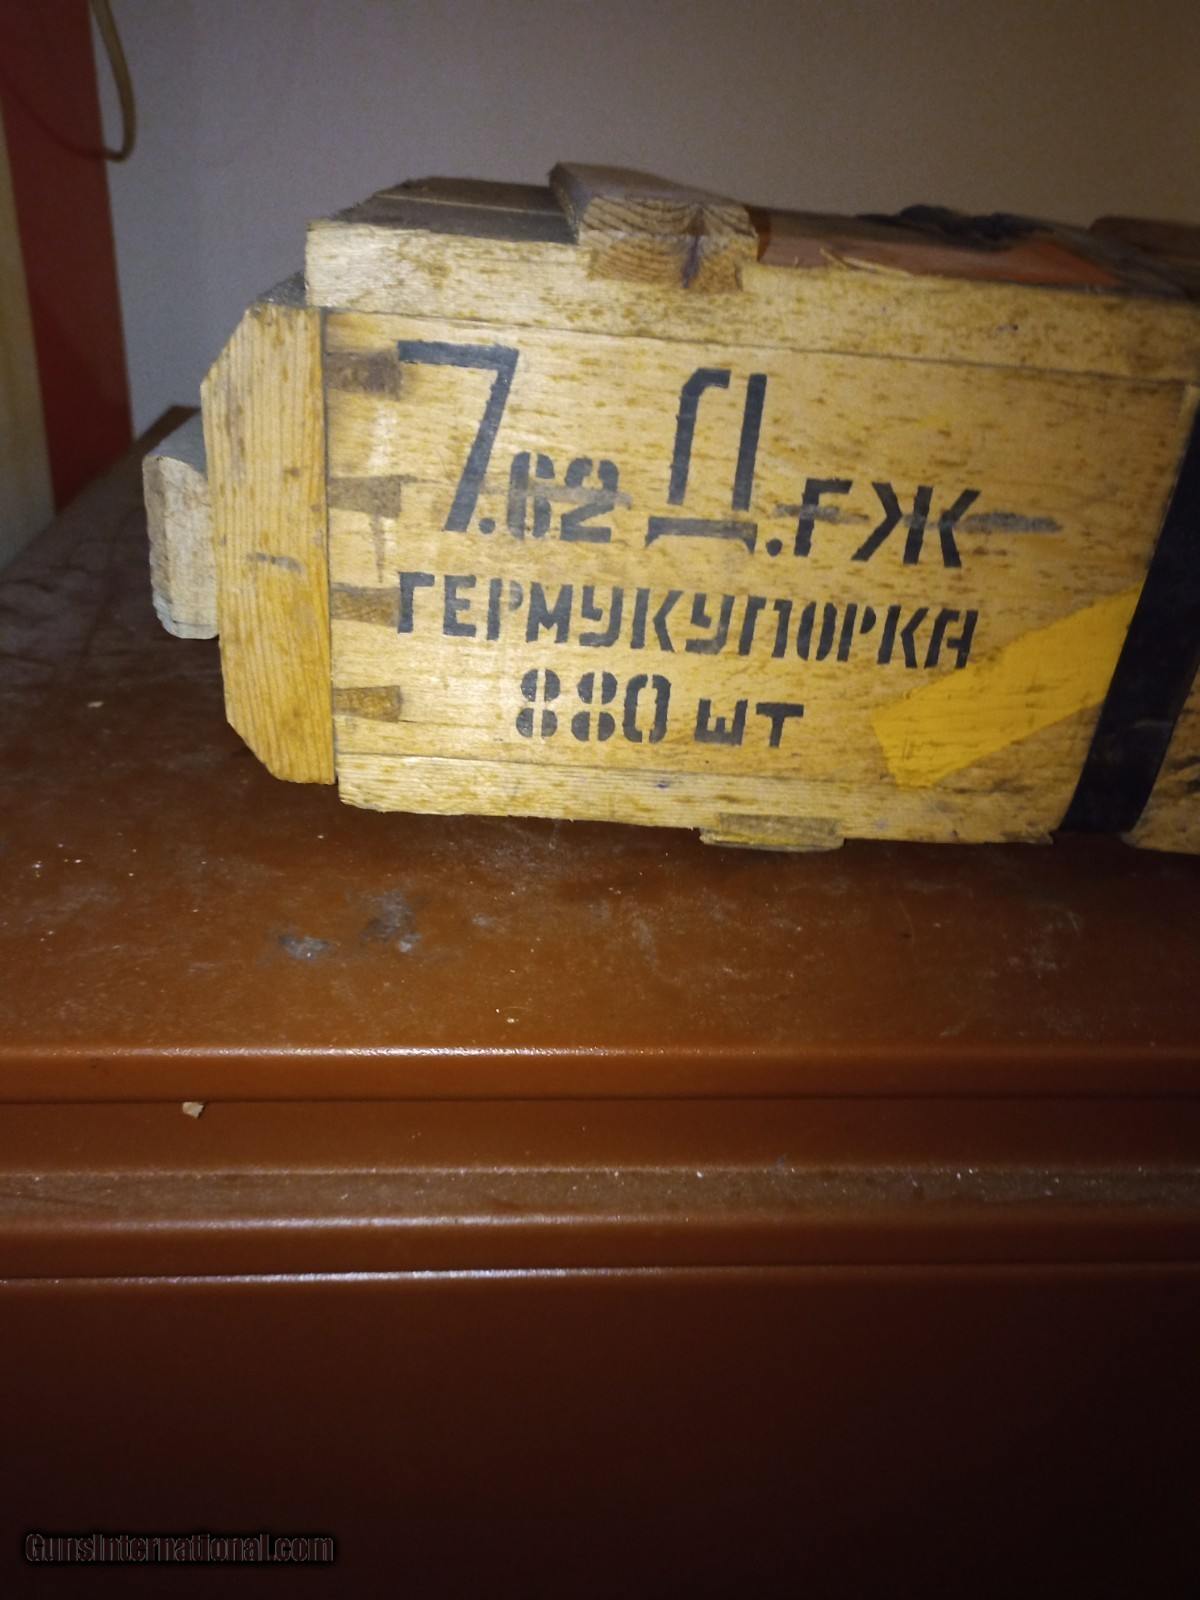 7.62 Д.гЖ
ГЕРМУКУПОРКА
880 шт
GunsInternational.com